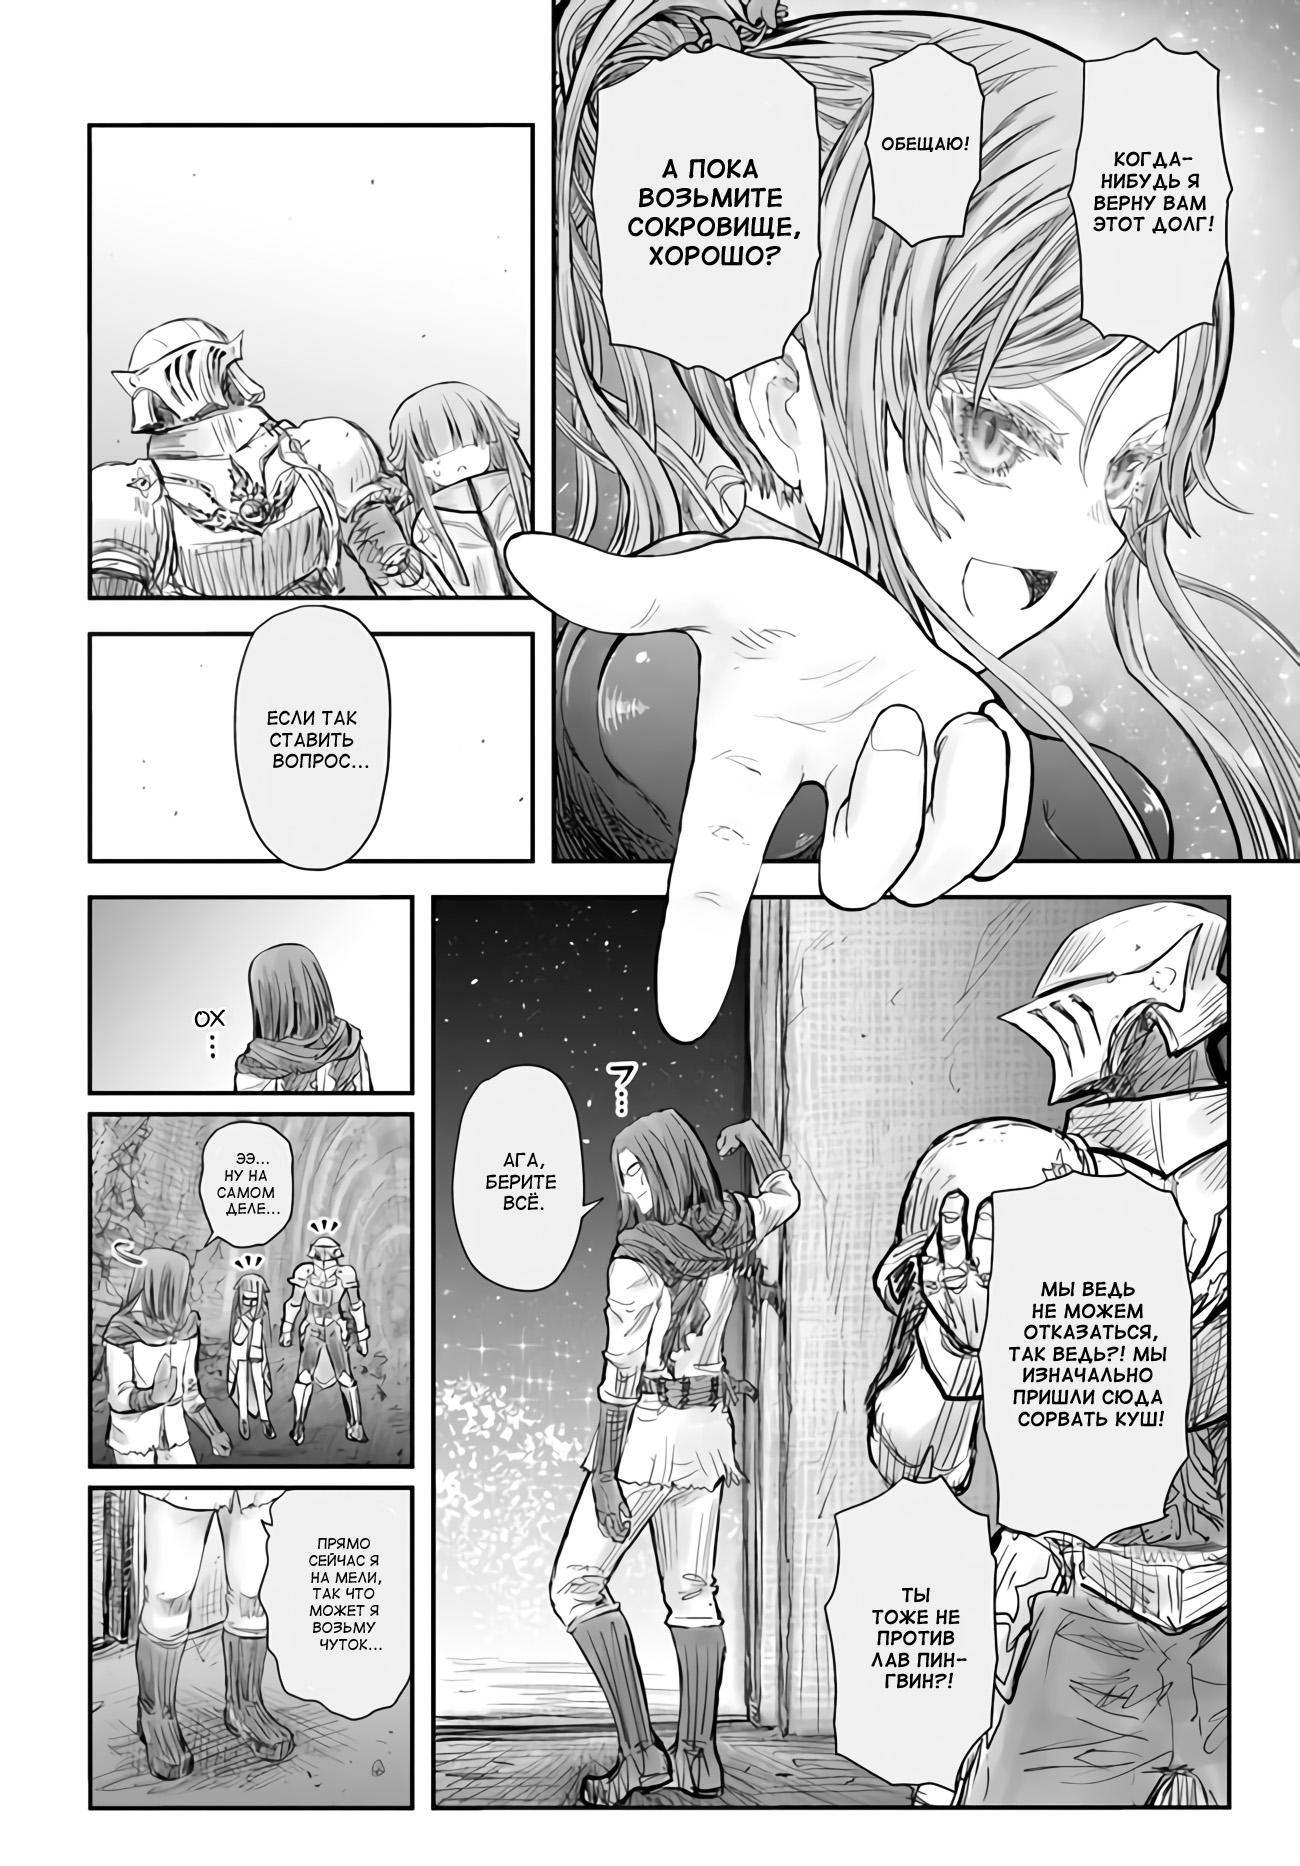 КОГДА-
НИБУДЬ Я
ВЕРНУ ВАМ
ЭТОТ ДОЛГ!
ОБЕЩАЮ!
А ПОКА
ВОЗЬМИТЕ
СОКРОВИЩЕ,
ХОРОШО?
ЕСЛИ ТАК
СТАВИТЬ
ВОПРОС...
МЫ ВЕДЬ
НЕ МОЖЕМ
ОТКАЗАТЬСЯ,
ТАК ВЕДЬ?! МЫ
ИЗНАЧАЛЬНО
ПРИШЛИ СЮДА
СОРВАТЬ КУШ!
ТЫ
ТОЖЕ НЕ
ПРОТИВ
ЛАВ ПИН-
ГВИН?!
フ...
АГА,
БЕРИТЕ
ВСЁ.
ОХ
...
ЭЭ...
НУ НА
САМОМ
ДЕЛЕ...
ПРЯМО
СЕЙЧАС Я
НА МЕЛИ,
ТАК ЧТО
МОЖЕТ Я
ВОЗЬМУ
ЧУТОК...